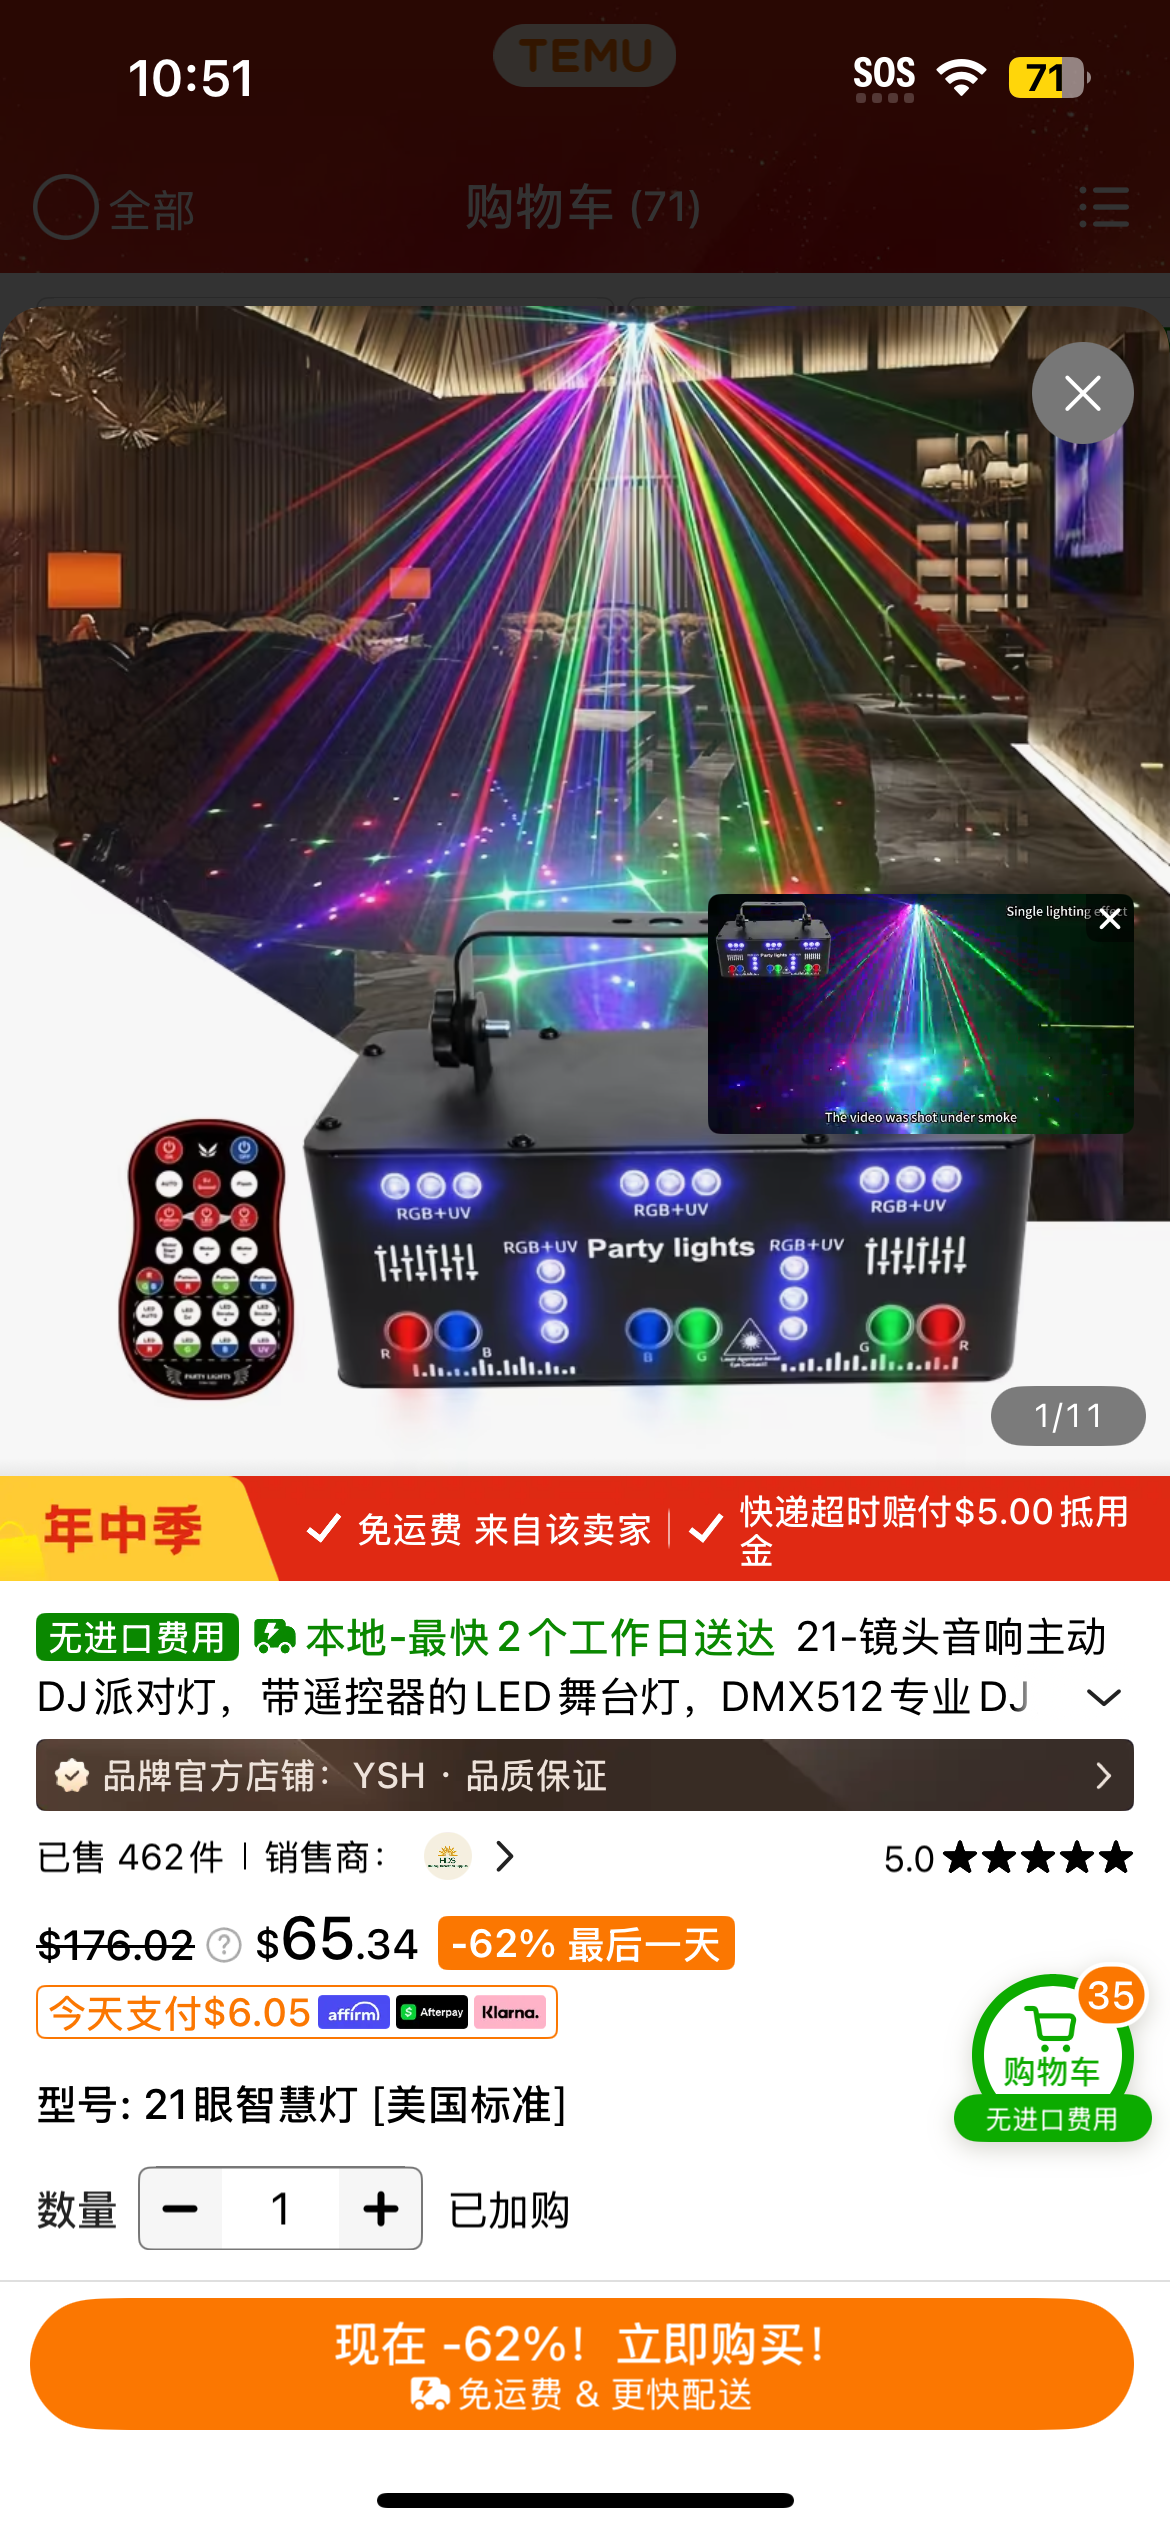 10:51
TEMU
SOS
71
全部
购物车 (71)
Single lighting effect
The video was shot under smoke
RGB+UV
RGB+UV
RGB+UV
RGB+UV
Party lights
RGB+UV
R
B
B
G
G
R
PARTY LIGHTS
1/11
年中季
免运费 来自该卖家
快递超时赔付$5.00抵用金
无进口费用 本地-最快2个工作日送达 21-镜头音响主动
DJ派对灯，带遥控器的LED舞台灯，DMX512专业DJ
品牌官方店铺： YSH · 品质保证
已售 462件 | 销售商：
HDS
5.0
$176.02 ? $65.34 -62% 最后一天
今天支付$6.05 affirm Afterpay Klarna.
35
购物车
无进口费用
型号: 21眼智慧灯 [美国标准]
数量 − 1 + 已加购
现在 -62%！立即购买！
免运费 & 更快配送